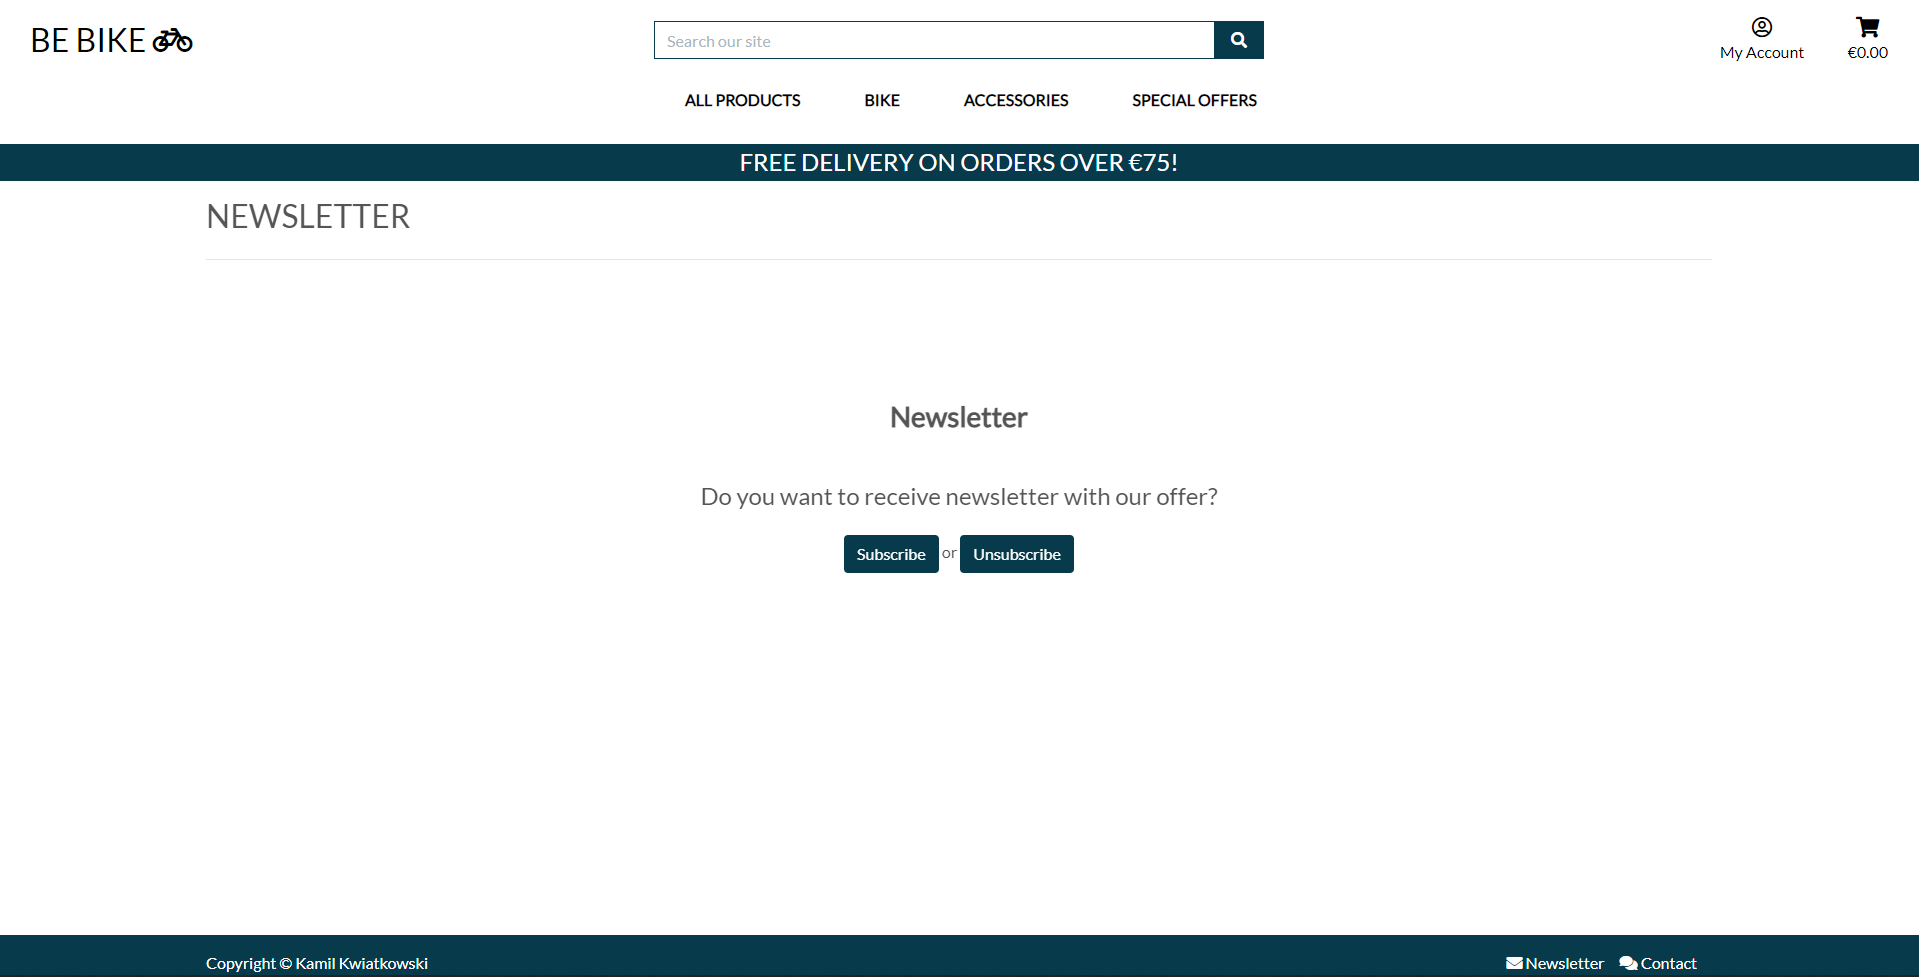 BE BIKE
Search our site
My Account
€0.00
ALL PRODUCTS
BIKE
ACCESSORIES
SPECIAL OFFERS
FREE DELIVERY ON ORDERS OVER €75!
NEWSLETTER
Newsletter
Do you want to receive newsletter with our offer?
Subscribe or Unsubscribe
Copyright © Kamil Kwiatkowski
Newsletter
Contact